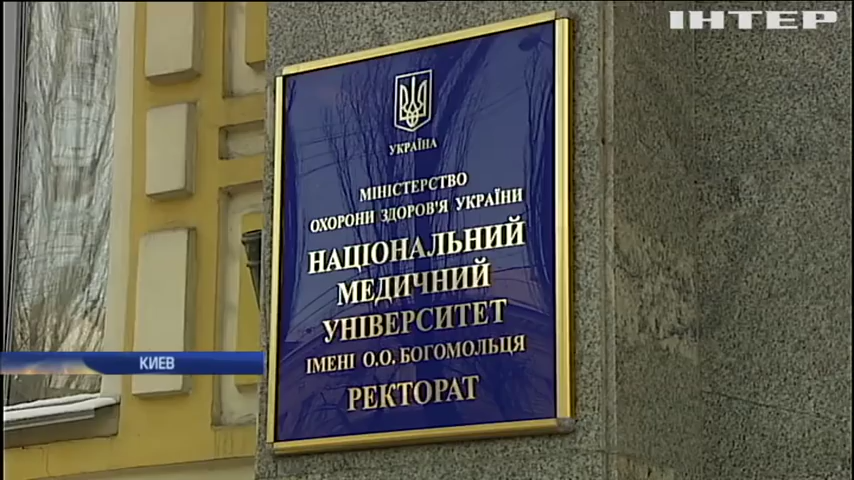 ІНТЕР
УКРАЇНА
МІНІСТЕРСТВО
ОХОРОНИ ЗДОРОВ'Я УКРАЇНИ
НАЦІОНАЛЬНИЙ
МЕДИЧНИЙ
УНІВЕРСИТЕТ
ІМЕНІ О.О. БОГОМОЛЬЦЯ
РЕКТОРАТ
КИЕВ